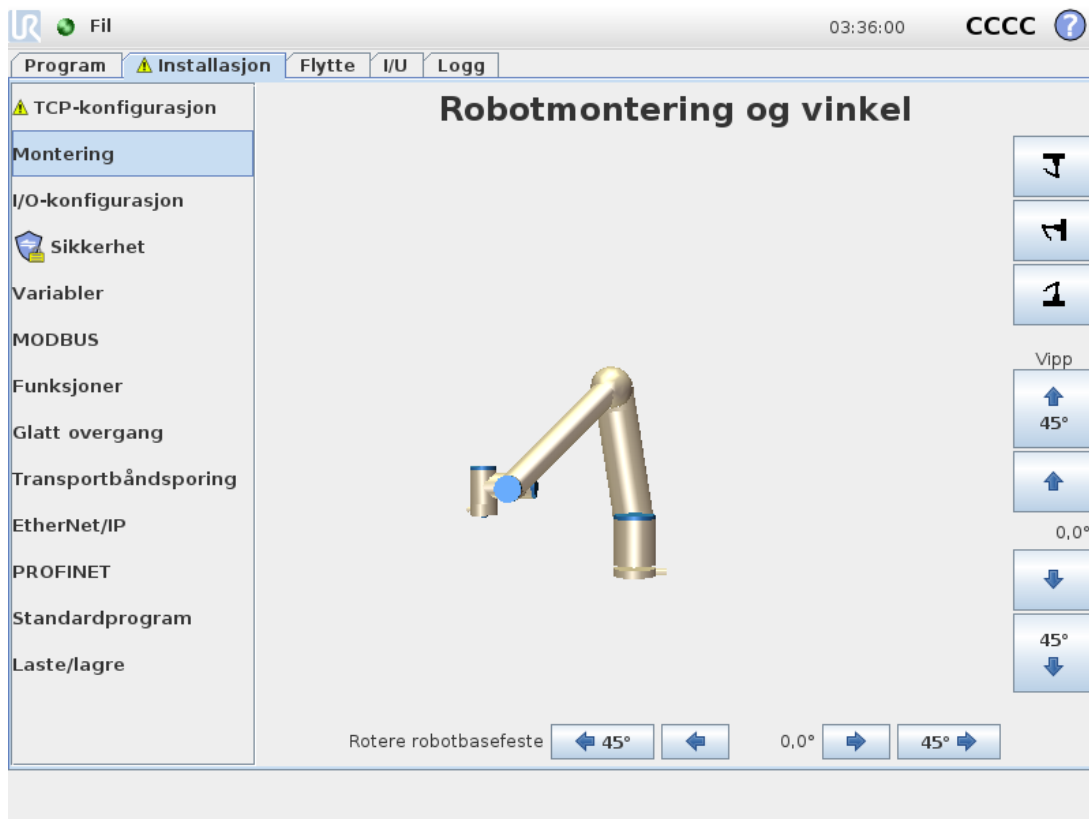 UR Fil 03:36:00 CCCC ?
Program Installasjon Flytte I/U Logg
TCP-konfigurasjon
Montering
I/O-konfigurasjon
Sikkerhet
Variabler
MODBUS
Funksjoner
Glatt overgang
Transportbåndsporing
EtherNet/IP
PROFINET
Standardprogram
Laste/lagre
Robotmontering og vinkel
Vipp
45°
0,0°
45°
Rotere robotbasefeste 45° 0,0° 45°